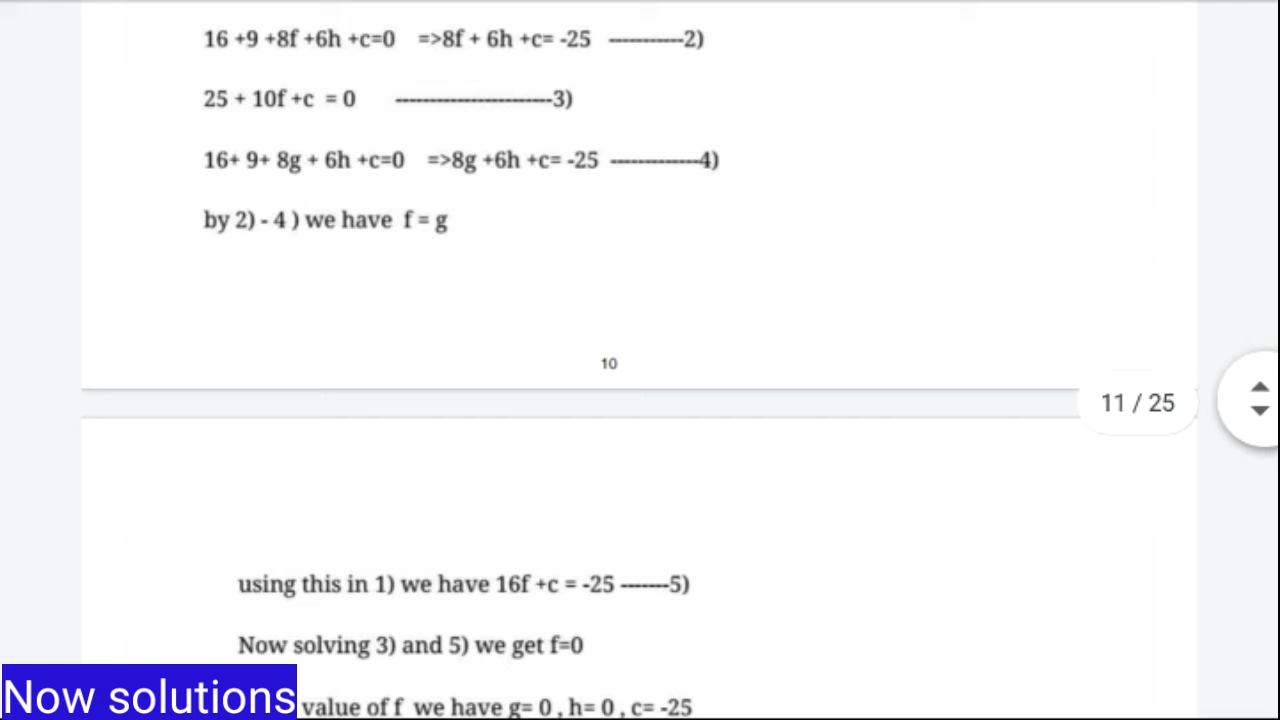 16 +9 +8f +6h +c=0 =>8f + 6h +c= -25 -----------2)
25 + 10f +c = 0 -----------------------3)
16+ 9+ 8g + 6h +c=0 =>8g +6h +c= -25 -------------4)
by 2) - 4 ) we have f = g
10
11 / 25
using this in 1) we have 16f +c = -25 -------5)
Now solving 3) and 5) we get f=0
Now solutions
value of f we have g= 0 , h= 0 , c= -25